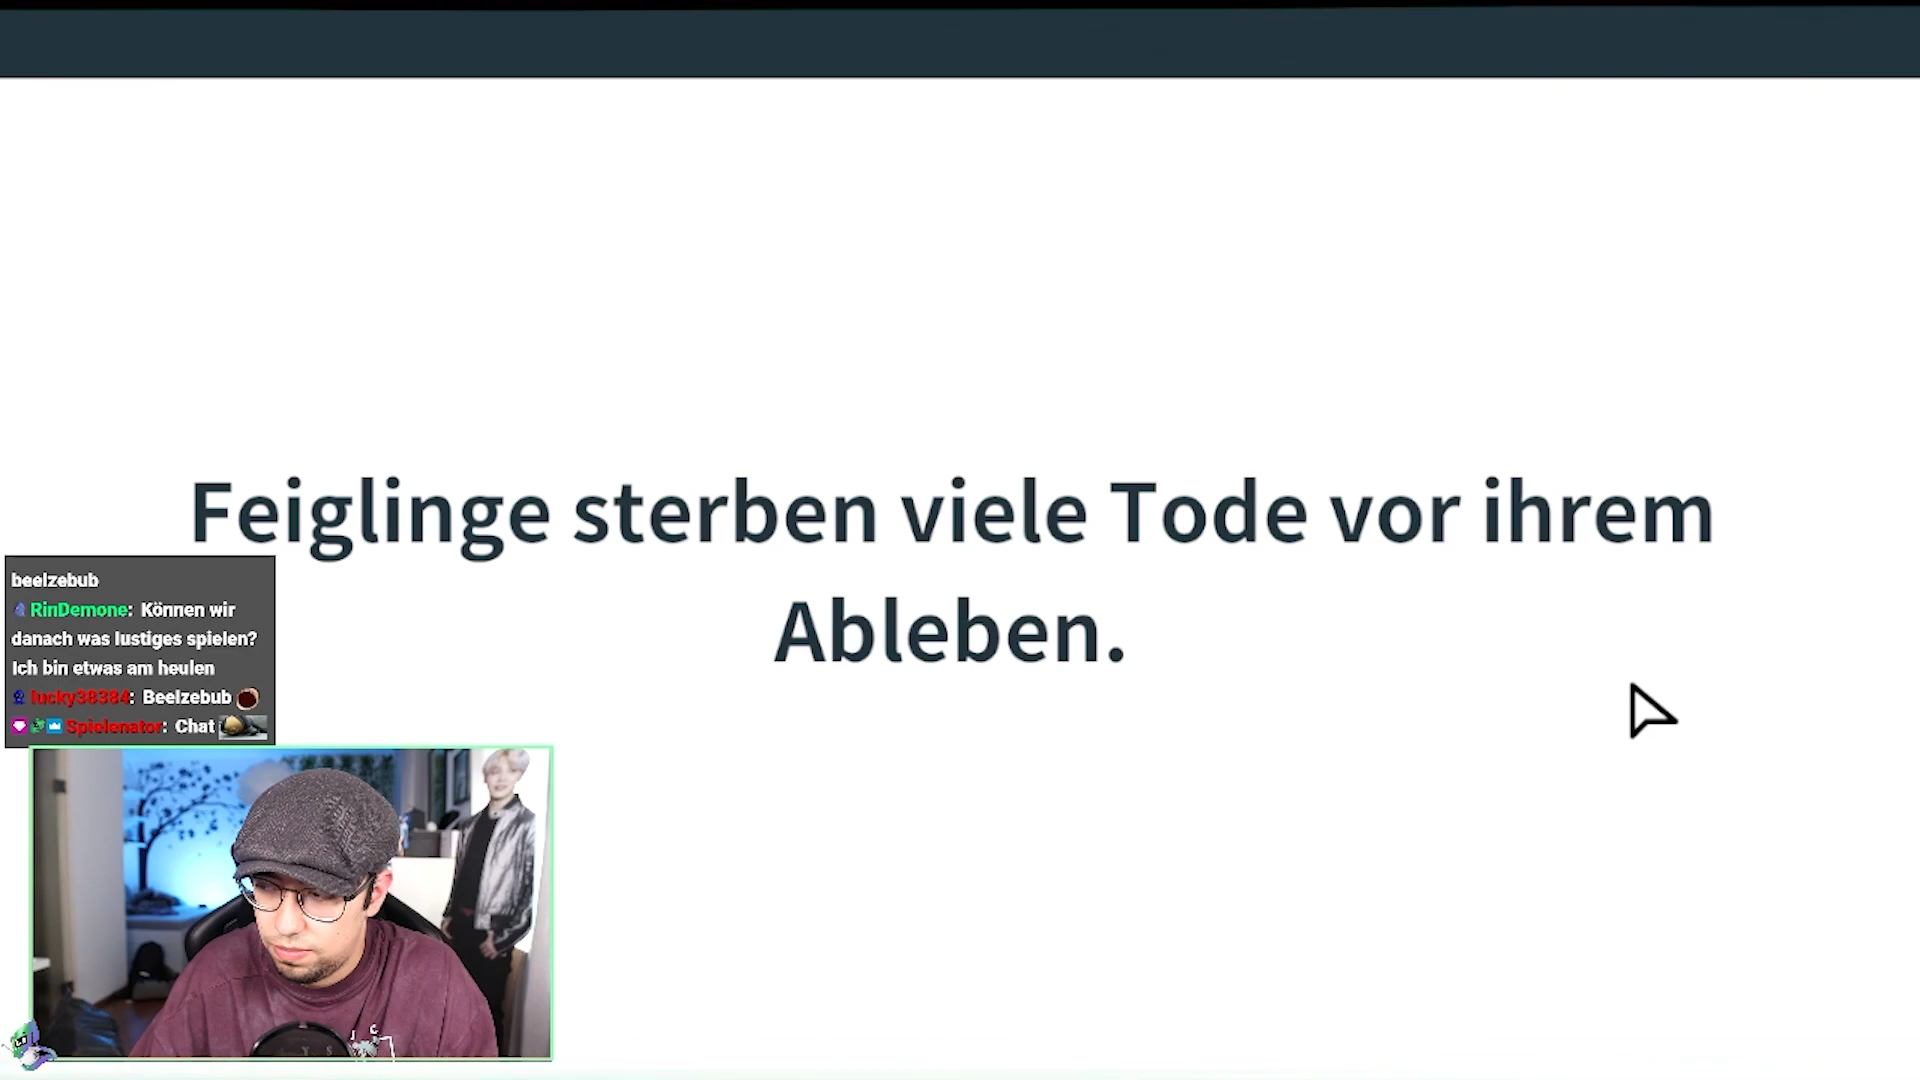 Feiglinge sterben viele Tode vor ihrem
Ableben.
beelzebub
RinDemone: Können wir
danach was lustiges spielen?
Ich bin etwas am heulen
lucky38384: Beelzebub
Spielenator: Chat